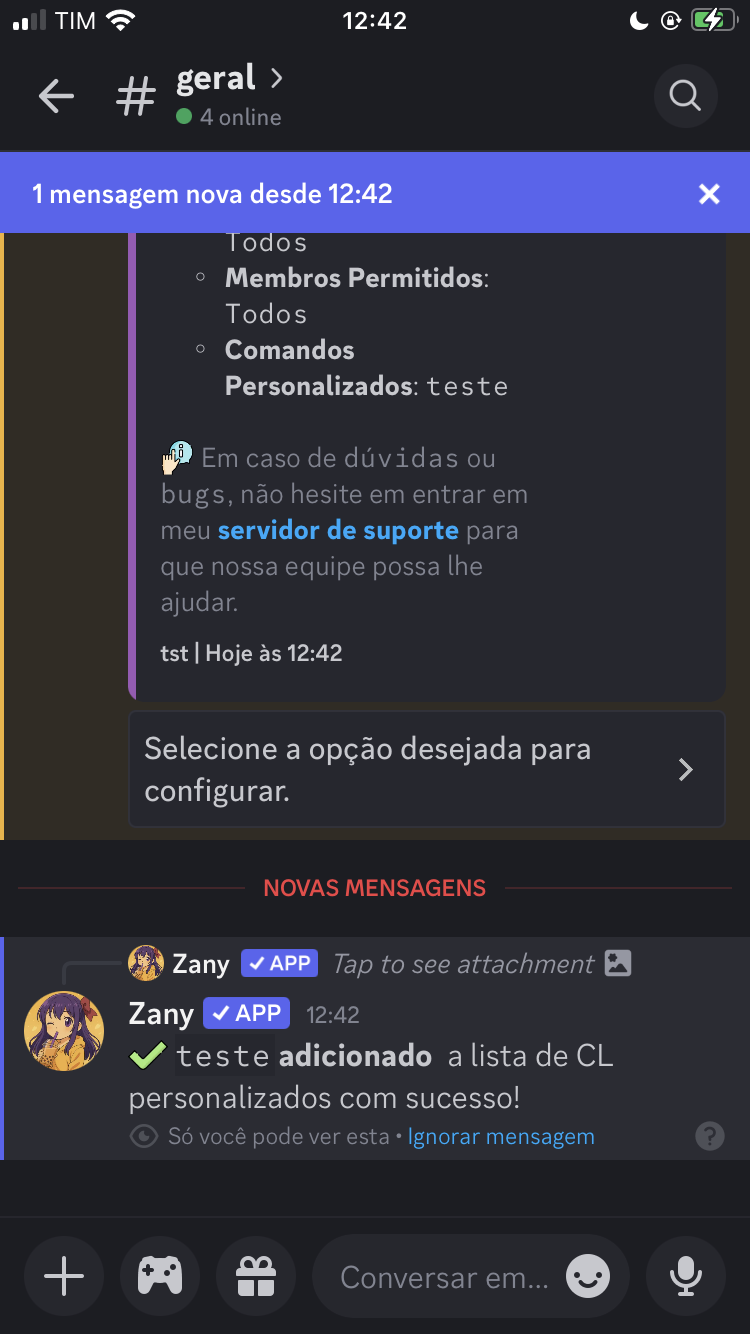 TIM
12:42
geral
4 online
1 mensagem nova desde 12:42
Todos
Membros Permitidos:
Todos
Comandos
Personalizados: teste
Em caso de dúvidas ou
bugs, não hesite em entrar em
meu servidor de suporte para
que nossa equipe possa lhe
ajudar.
tst | Hoje às 12:42
Selecione a opção desejada para
configurar.
NOVAS MENSAGENS
Zany APP Tap to see attachment
Zany APP 12:42
teste adicionado a lista de CL
personalizados com sucesso!
Só você pode ver esta • Ignorar mensagem
Conversar em...